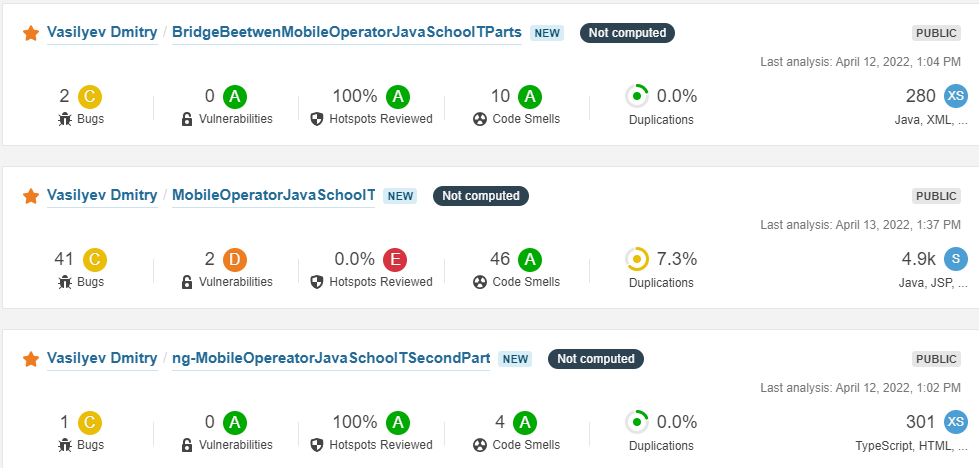 Vasilyev Dmitry / BridgeBeetwenMobileOperatorJavaSchoolTParts NEW Not computed PUBLIC
Last analysis: April 12, 2022, 1:04 PM
2 C 0 A 100% A 10 A 0.0% 280 XS
Bugs Vulnerabilities Hotspots Reviewed Code Smells Duplications Java, XML, ...
Vasilyev Dmitry / MobileOperatorJavaSchoolT NEW Not computed PUBLIC
Last analysis: April 13, 2022, 1:37 PM
41 C 2 D 0.0% E 46 A 7.3% 4.9k S
Bugs Vulnerabilities Hotspots Reviewed Code Smells Duplications Java, JSP, ...
Vasilyev Dmitry / ng-MobileOpereatorJavaSchoolTSecondPart NEW Not computed PUBLIC
Last analysis: April 12, 2022, 1:02 PM
1 C 0 A 100% A 4 A 0.0% 301 XS
Bugs Vulnerabilities Hotspots Reviewed Code Smells Duplications TypeScript, HTML, ...